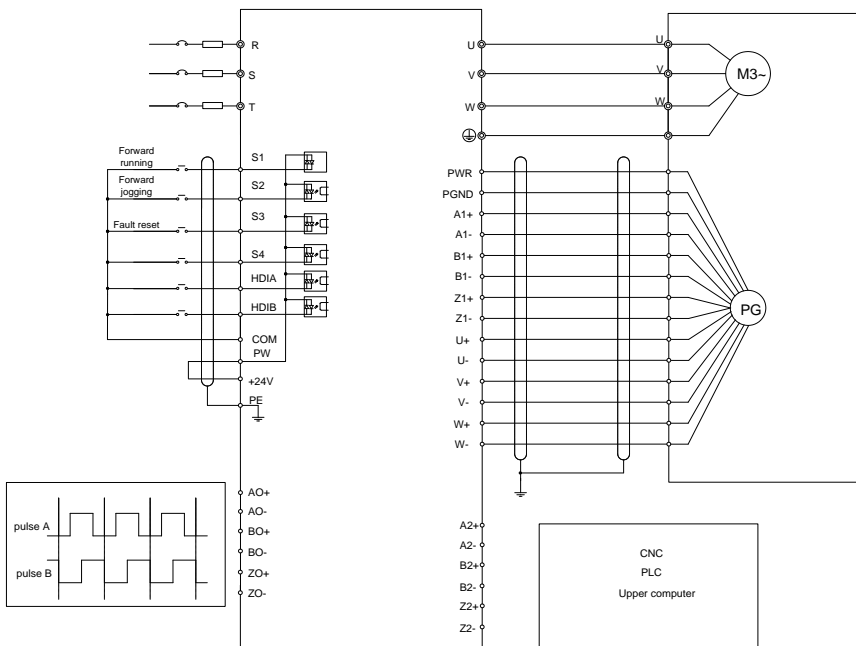 R
S
T
U
V
W
U
V
W
M3~
Forward
running
Forward
jogging
Fault reset
S1
S2
S3
S4
HDIA
HDIB
COM
PW
+24V
PE
PWR
PGND
A1+
A1-
B1+
B1-
Z1+
Z1-
U+
U-
V+
V-
W+
W-
PG
pulse A
pulse B
AO+
AO-
BO+
BO-
ZO+
ZO-
A2+
A2-
B2+
B2-
Z2+
Z2-
CNC
PLC
Upper computer